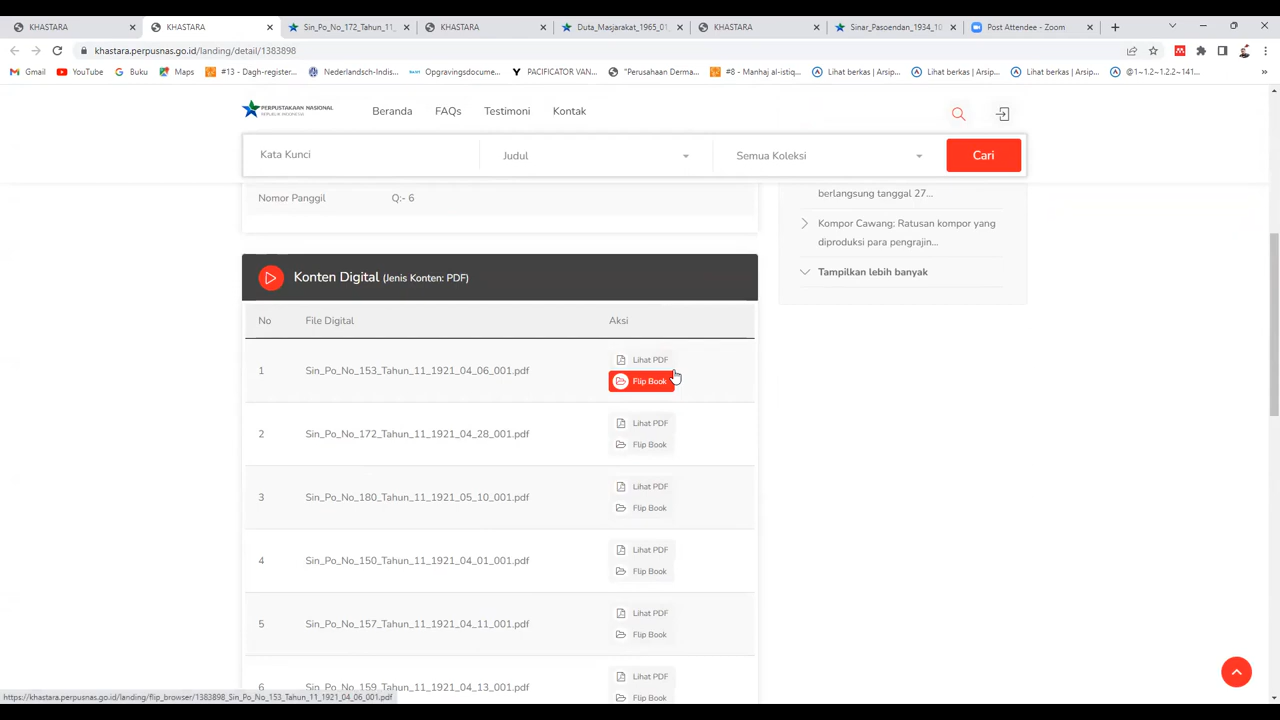 KHASTARA
KHASTARA
Sin_Po_No_172_Tahun_11_
KHASTARA
Duta_Masjarakat_1965_01
KHASTARA
Sinar_Pasoendan_1934_10
Post Attendee - Zoom
khastara.perpusnas.go.id/landing/detail/1383898
Gmail
YouTube
Buku
Maps
#13 - Dagh-register...
Nederlandsch-Indis...
Opgravingsdocume...
PACIFICATOR VAN...
"Perusahaan Derma...
#8 - Manhaj al-istiq...
Lihat berkas | Arsip...
Lihat berkas | Arsip...
Lihat berkas | Arsip...
@1~1.2~1.2.2~141...
PERPUSTAKAAN NASIONAL
REPUBLIK INDONESIA
Beranda
FAQs
Testimoni
Kontak
Kata Kunci
Judul
Semua Koleksi
Cari
Nomor Panggil
Q:- 6
berlangsung tanggal 27...
Kompor Cawang: Ratusan kompor yang
diproduksi para pengrajin...
Tampilkan lebih banyak
Konten Digital (Jenis Konten: PDF)
No
File Digital
Aksi
1
Sin_Po_No_153_Tahun_11_1921_04_06_001.pdf
Lihat PDF
Flip Book
2
Sin_Po_No_172_Tahun_11_1921_04_28_001.pdf
Lihat PDF
Flip Book
3
Sin_Po_No_180_Tahun_11_1921_05_10_001.pdf
Lihat PDF
Flip Book
4
Sin_Po_No_150_Tahun_11_1921_04_01_001.pdf
Lihat PDF
Flip Book
5
Sin_Po_No_157_Tahun_11_1921_04_11_001.pdf
Lihat PDF
Flip Book
6
Sin_Po_No_159_Tahun_11_1921_04_13_001.pdf
Lihat PDF
Flip Book
https://khastara.perpusnas.go.id/landing/flip_browser/1383898_Sin_Po_No_153_Tahun_11_1921_04_06_001.pdf